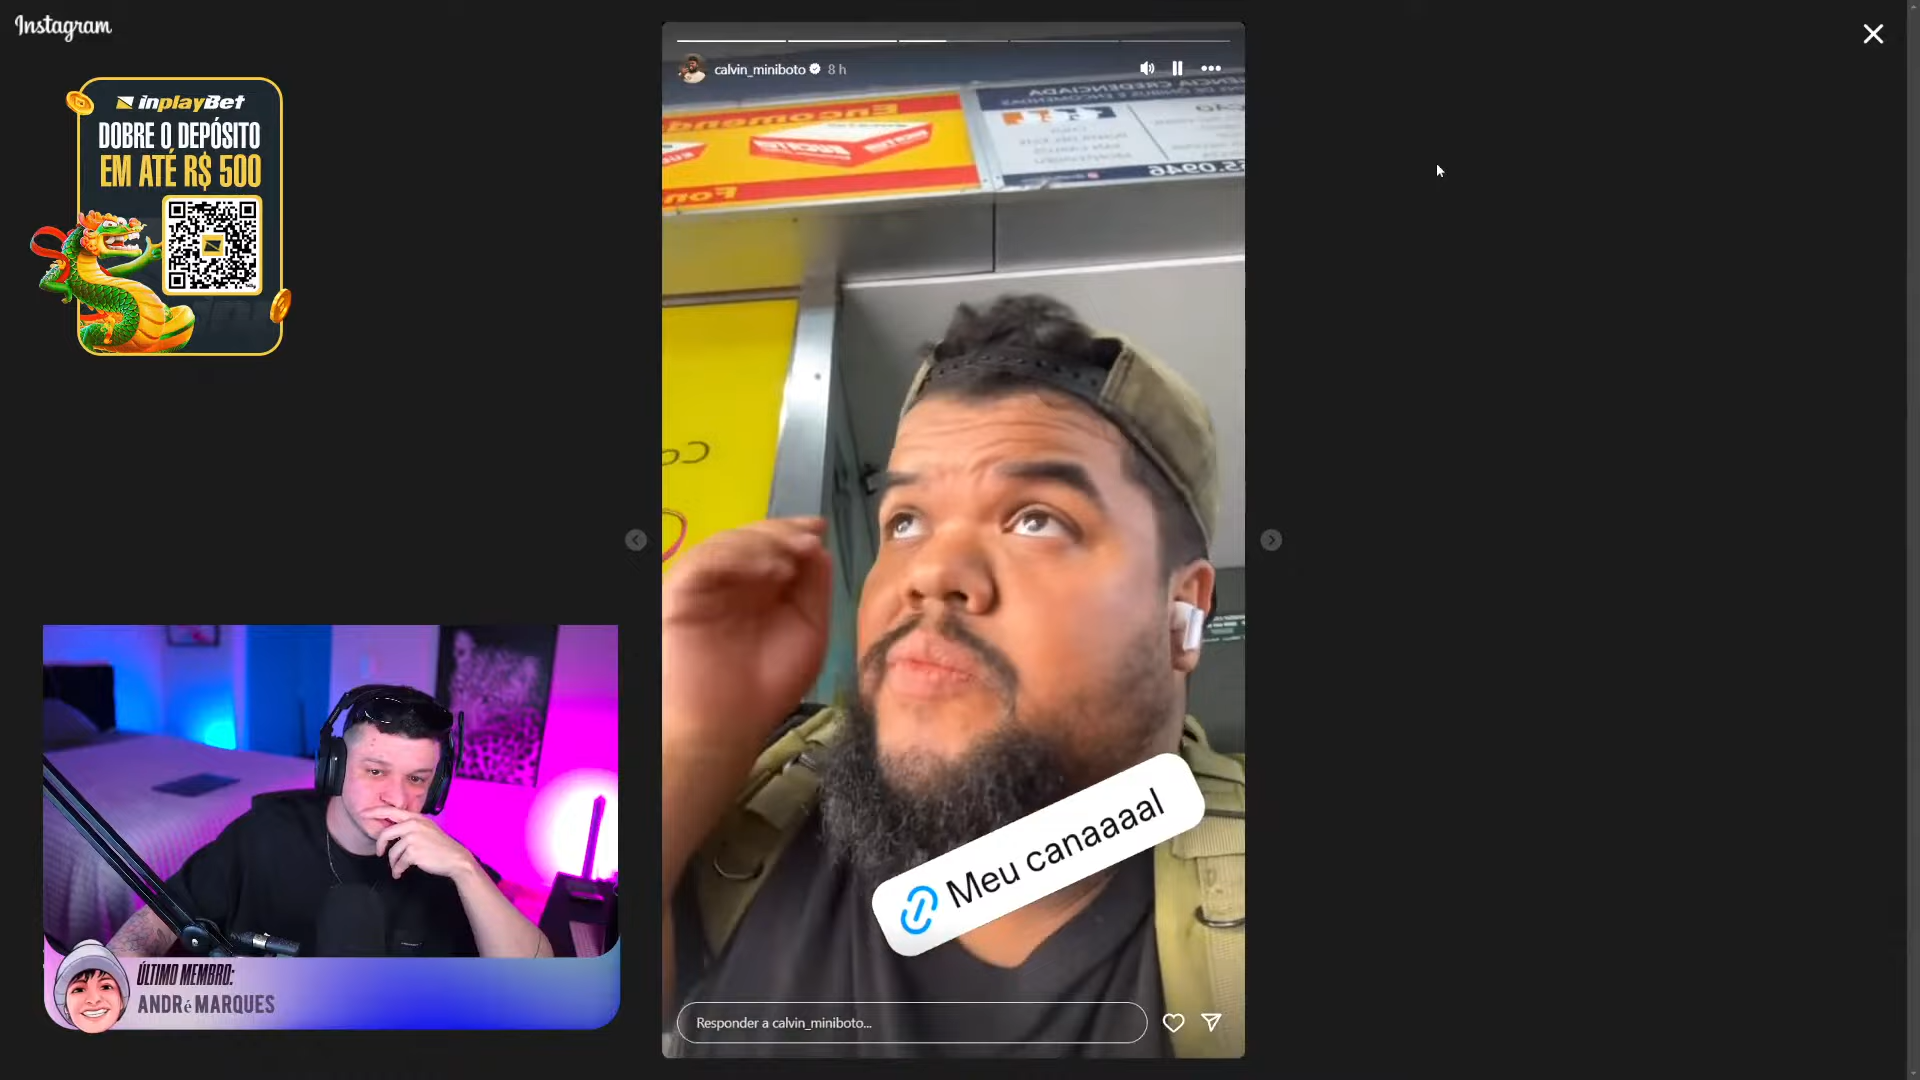 Instagram
inplayBet
DOBRE O DEPÓSITO
EM ATÉ R$ 500
calvin_miniboto 8 h
Meu canaaaal
Responder a calvin_miniboto...
ÚLTIMO MEMBRO:
ANDRé MARQUES